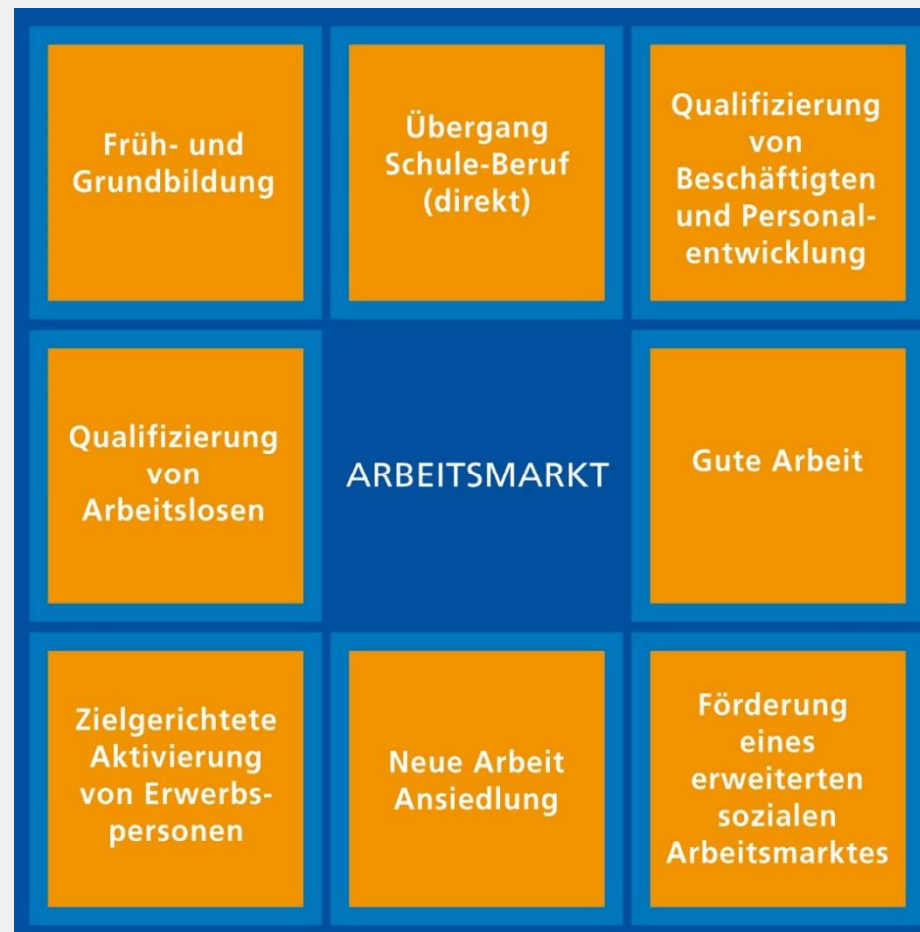 Früh- und
Grundbildung
Übergang
Schule-Beruf
(direkt)
Qualifizierung
von
Beschäftigten
und Personal-
entwicklung
Qualifizierung
von
Arbeitslosen
ARBEITSMARKT
Gute Arbeit
Zielgerichtete
Aktivierung
von Erwerbs-
personen
Neue Arbeit
Ansiedlung
Förderung
eines
erweiterten
sozialen
Arbeitsmarktes